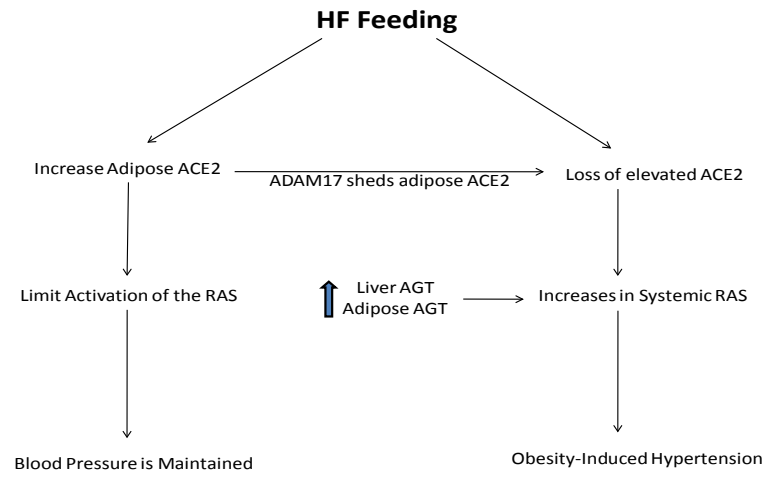 HF Feeding
Increase Adipose ACE2
ADAM17 sheds adipose ACE2
Loss of elevated ACE2
Limit Activation of the RAS
Liver AGT
Adipose AGT
Increases in Systemic RAS
Blood Pressure is Maintained
Obesity-Induced Hypertension